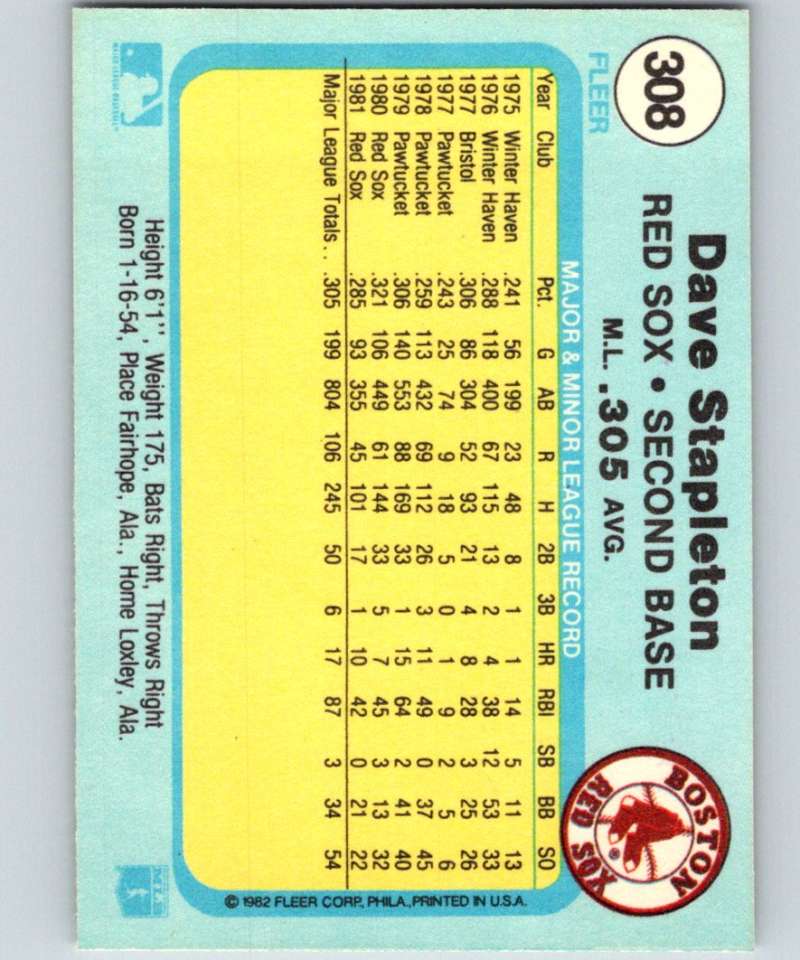 308
FLEER
Dave Stapleton
RED SOX • SECOND BASE
M.L. .305 AVG.
BOSTON
RED SOX
®
MAJOR & MINOR LEAGUE RECORD
Year Club Pct. G AB R H 2B 3B HR RBI SB BB SO
1975 Winter Haven .241 56 199 23 48 8 1 1 14 5 11 13
1976 Winter Haven .288 118 400 67 115 13 2 4 38 12 53 33
1977 Bristol .306 86 304 52 93 21 4 8 28 3 25 26
1977 Pawtucket .243 25 74 9 18 5 0 1 9 2 5 6
1978 Pawtucket .259 113 432 69 112 26 3 11 49 0 37 45
1979 Pawtucket .306 140 553 88 169 33 1 15 64 2 41 40
1980 Red Sox .321 106 449 61 144 33 5 7 45 3 13 32
1981 Red Sox .285 93 355 45 101 17 1 10 42 0 21 22
Major League Totals . . .305 199 804 106 245 50 6 17 87 3 34 54
© 1982 FLEER CORP., PHILA., PRINTED IN U.S.A.
MAJOR LEAGUE BASEBALL
Height 6'1", Weight 175, Bats Right, Throws Right
Born 1-16-54, Place Fairhope, Ala., Home Loxley, Ala.